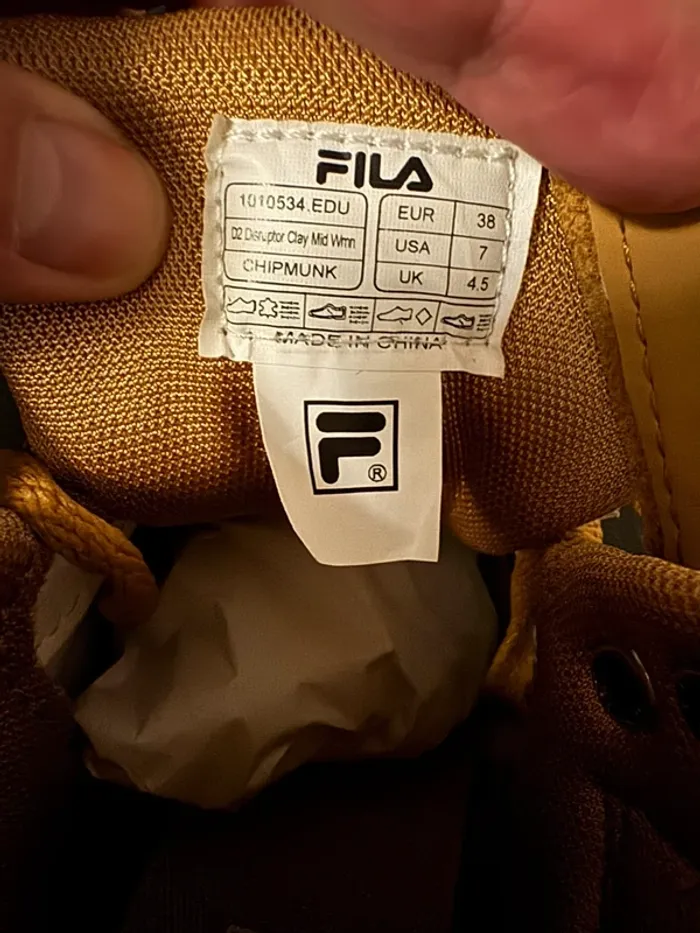 FILA
1010534.EDU
D2 Disruptor Clay Mid Wmn
CHIPMUNK
EUR 38
USA 7
UK 4.5
MADE IN CHINA
F ®